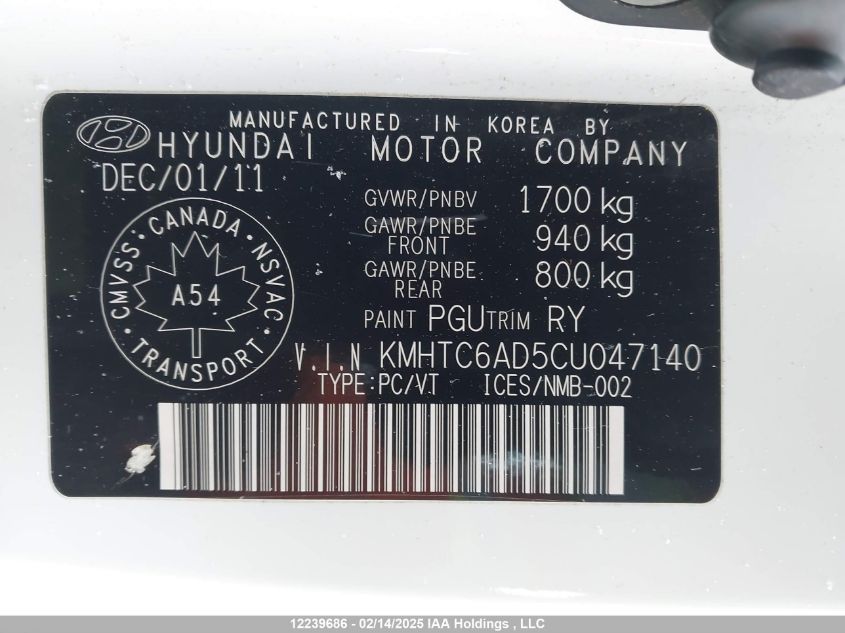 MANUFACTURED IN KOREA BY
HYUNDAI MOTOR COMPANY
DEC/01/11
GVWR/PNBV 1700 kg
GAWR/PNBE FRONT 940 kg
GAWR/PNBE REAR 800 kg
PAINT PGU TRIM RY
CANADA · NSVAC · TRANSPORT · CMVSS ·
A54
V.I.N KMHTC6AD5CU047140
TYPE:PC/VT ICES/NMB-002
12239686 - 02/14/2025 IAA Holdings , LLC